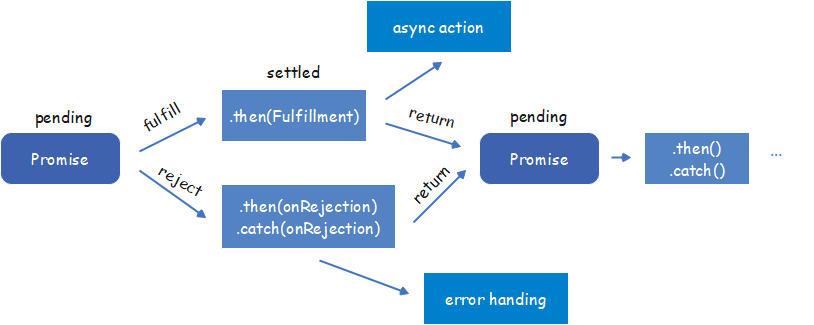 async action
settled
pending
fulfill
.then(Fulfillment)
return
pending
Promise
Promise
.then()
.catch()
...
reject
return
.then(onRejection)
.catch(onRejection)
error handing